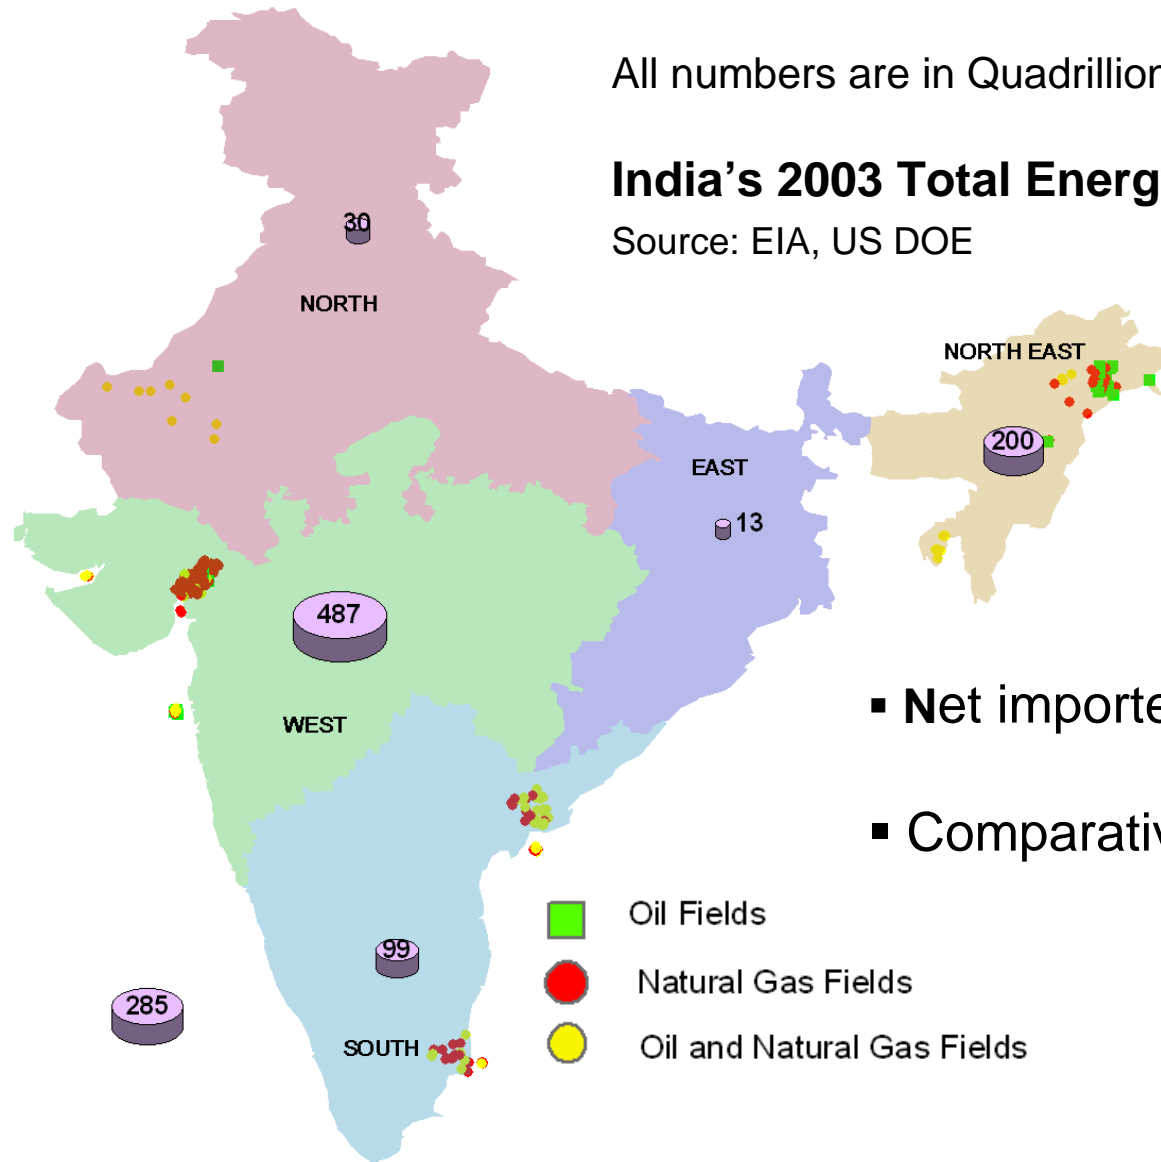 All numbers are in Quadrillion
India’s 2003 Total Energ
Source: EIA, US DOE
30
NORTH
NORTH EAST
200
EAST
13
487
WEST
▪ Net importe
▪ Comparativ
Oil Fields
99
Natural Gas Fields
285
SOUTH
Oil and Natural Gas Fields